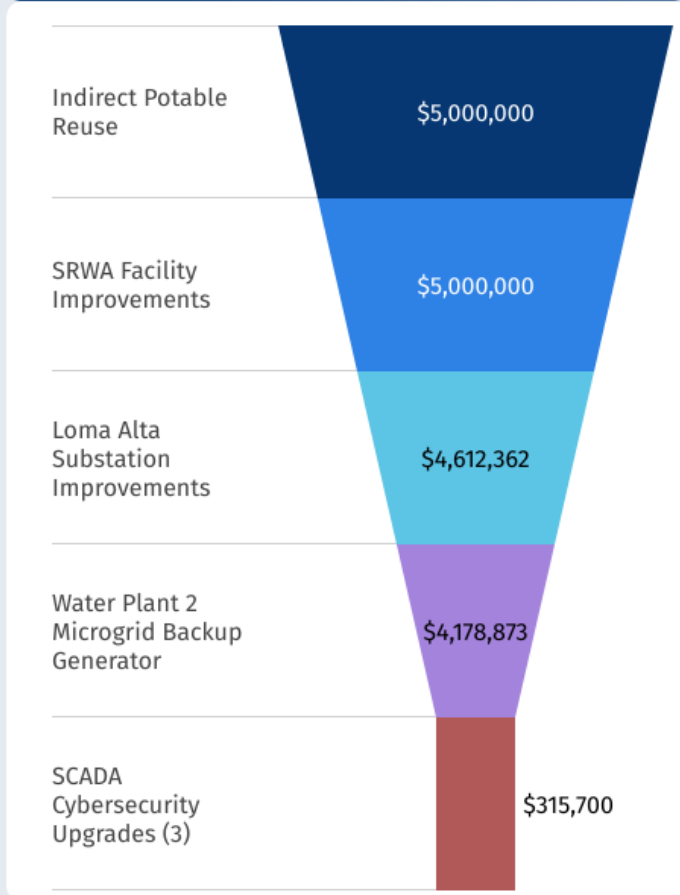 Indirect Potable
Reuse
$5,000,000
SRWA Facility
Improvements
$5,000,000
Loma Alta
Substation
Improvements
$4,612,362
Water Plant 2
Microgrid Backup
Generator
$4,178,873
SCADA
Cybersecurity
Upgrades (3)
$315,700